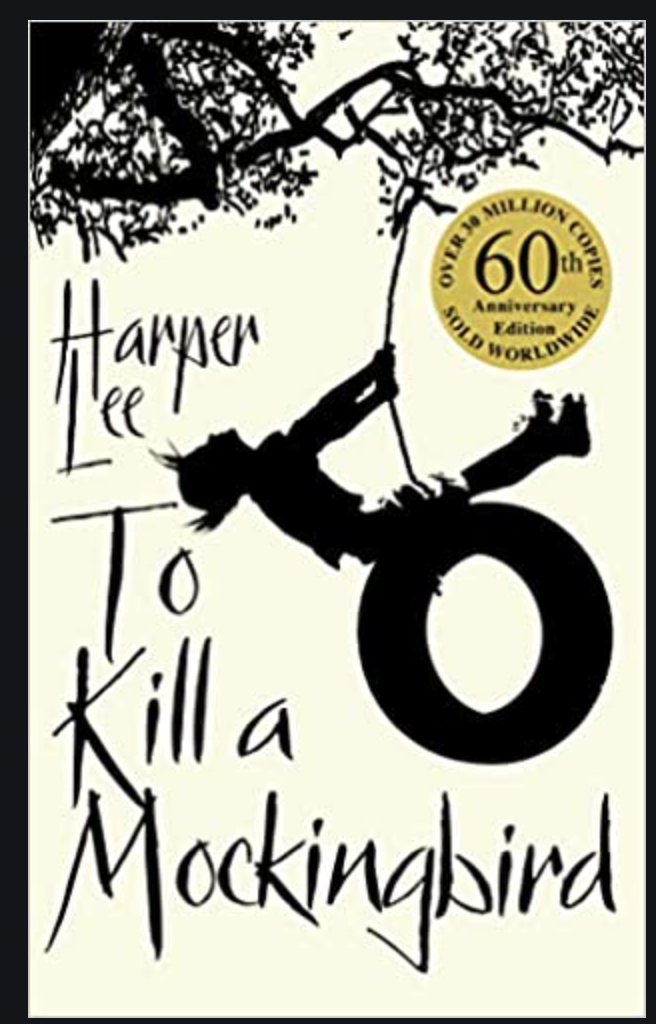 Harper
Lee
OVER 30 MILLION COPIES
60th
Anniversary
Edition
SOLD WORLDWIDE
To
Kill a
Mockingbird